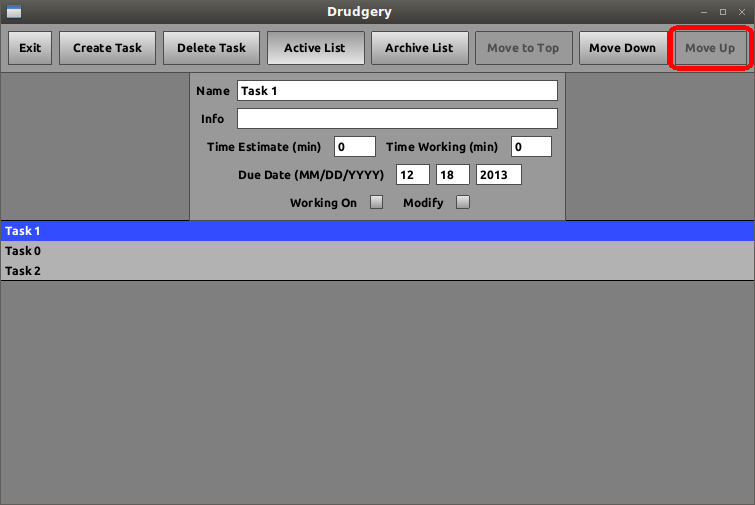 Drudgery
Exit Create Task Delete Task Active List Archive List Move to Top Move Down Move Up
Name Task 1
Info
Time Estimate (min) 0 Time Working (min) 0
Due Date (MM/DD/YYYY) 12 18 2013
Working On Modify
Task 1
Task 0
Task 2